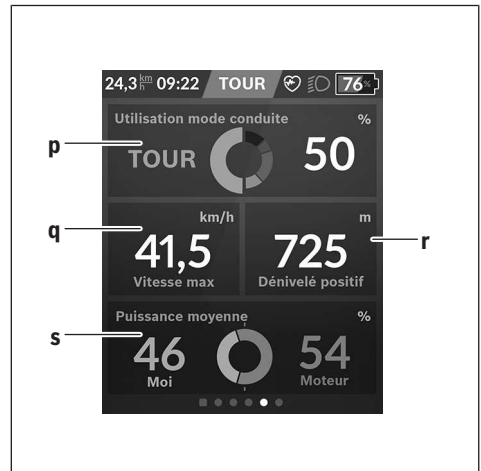 24,3 km/h 09:22 TOUR 76%
Utilisation mode conduite %
p
TOUR 50
km/h m
q
41,5 725
r
Vitesse max Dénivelé positif
Puissance moyenne %
s
46 54
Moi Moteur